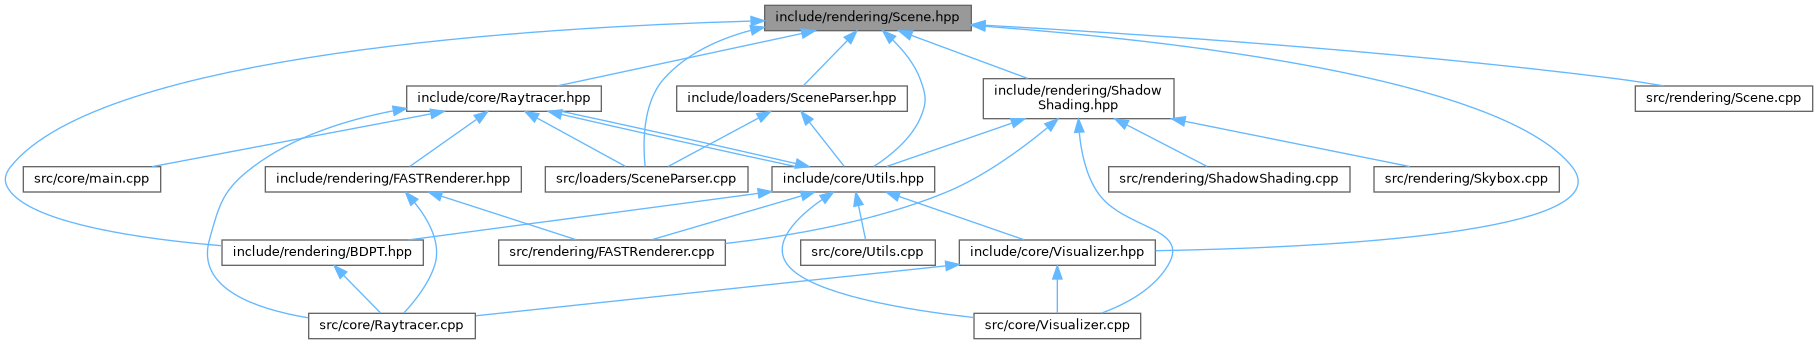 include/rendering/Scene.hpp
include/core/Raytracer.hpp
include/loaders/SceneParser.hpp
include/rendering/Shadow
Shading.hpp
src/rendering/Scene.cpp
src/core/main.cpp
include/rendering/FASTRenderer.hpp
src/loaders/SceneParser.cpp
include/core/Utils.hpp
src/rendering/ShadowShading.cpp
src/rendering/Skybox.cpp
include/rendering/BDPT.hpp
src/rendering/FASTRenderer.cpp
src/core/Utils.cpp
include/core/Visualizer.hpp
src/core/Raytracer.cpp
src/core/Visualizer.cpp